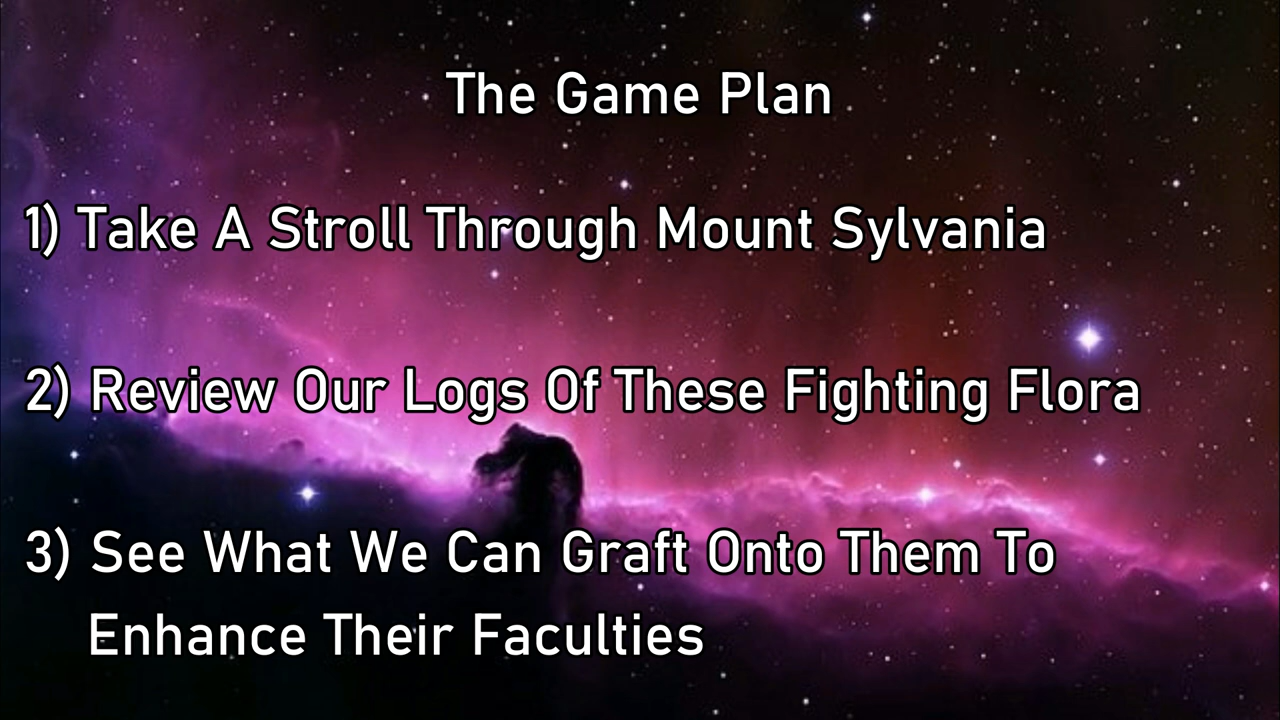 The Game Plan
1) Take A Stroll Through Mount Sylvania
2) Review Our Logs Of These Fighting Flora
3) See What We Can Graft Onto Them To
Enhance Their Faculties